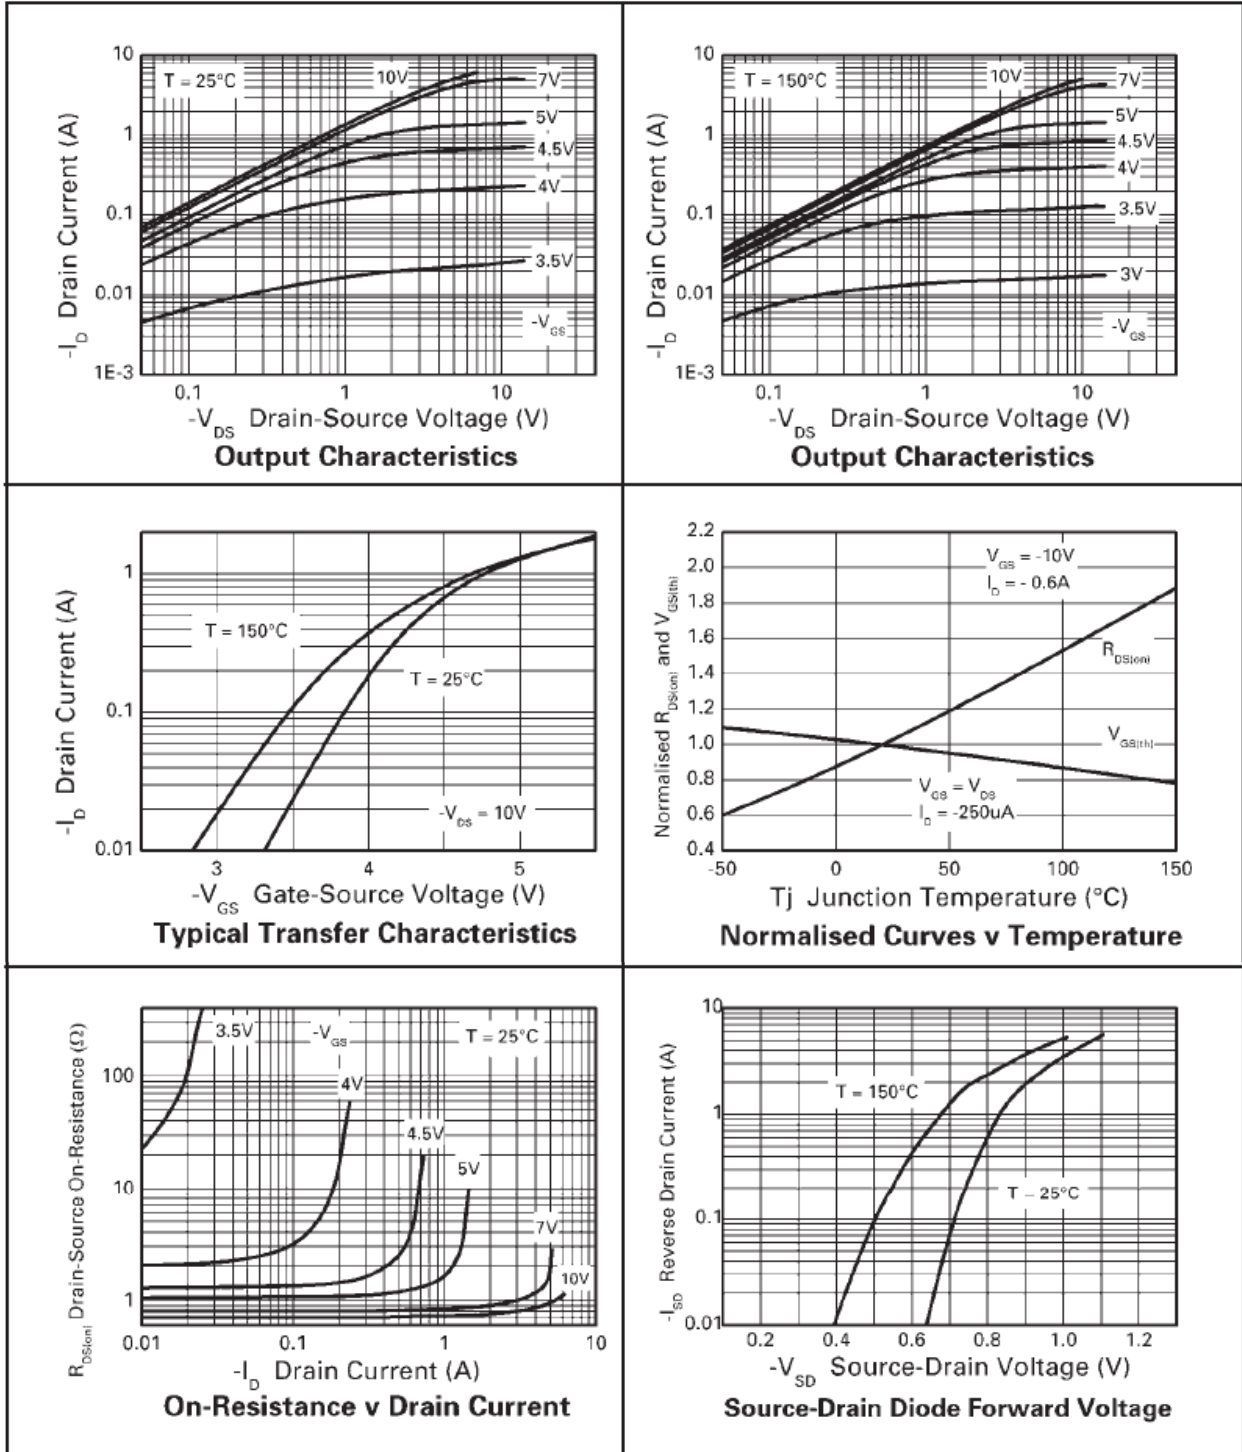 10
T = 25°C
10V
7V
5V
4.5V
4V
3.5V
-V_GS
1
0.1
0.01
1E-3
0.1
1
10
-I_D Drain Current (A)
-V_DS Drain-Source Voltage (V)
Output Characteristics
10
T = 150°C
10V
7V
5V
4.5V
4V
3.5V
3V
-V_GS
1
0.1
0.01
1E-3
0.1
1
10
-I_D Drain Current (A)
-V_DS Drain-Source Voltage (V)
Output Characteristics
1
0.1
0.01
T = 150°C
T = 25°C
-V_DS = 10V
3
4
5
-I_D Drain Current (A)
-V_GS Gate-Source Voltage (V)
Typical Transfer Characteristics
2.2
2.0
1.8
1.6
1.4
1.2
1.0
0.8
0.6
0.4
V_GS = -10V
I_D = - 0.6A
R_DS(on)
V_GS(th)
V_GS = V_DS
I_D = -250uA
-50
0
50
100
150
Normalised R_DS(on) and V_GS(th)
Tj Junction Temperature (°C)
Normalised Curves v Temperature
3.5V
-V_GS
T = 25°C
4V
4.5V
5V
7V
10V
100
10
1
0.01
0.1
1
10
R_DS(on) Drain-Source On-Resistance (Ω)
-I_D Drain Current (A)
On-Resistance v Drain Current
10
1
0.1
0.01
T = 150°C
T = 25°C
0.2
0.4
0.6
0.8
1.0
1.2
-I_SD Reverse Drain Current (A)
-V_SD Source-Drain Voltage (V)
Source-Drain Diode Forward Voltage